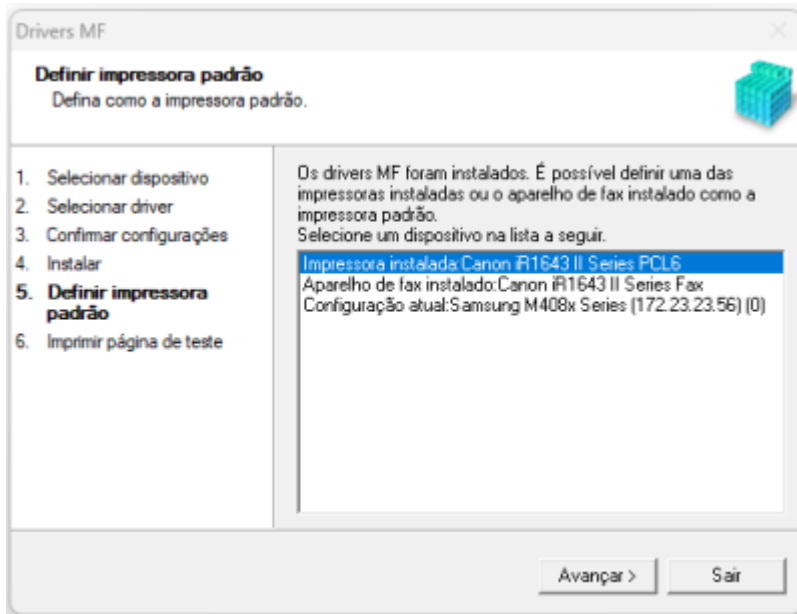 Drivers MF
Definir impressora padrão
Defina como a impressora padrão.
1. Selecionar dispositivo
2. Selecionar driver
3. Confirmar configurações
4. Instalar
5. Definir impressora
padrão
6. Imprimir página de teste
Os drivers MF foram instalados. É possível definir uma das
impressoras instaladas ou o aparelho de fax instalado como a
impressora padrão.
Selecione um dispositivo na lista a seguir.
Impressora instalada:Canon iR1643 II Series PCL6
Aparelho de fax instalado:Canon iR1643 II Series Fax
Configuração atual:Samsung M408x Series (172.23.23.56) (0)
Avançar >
Sair